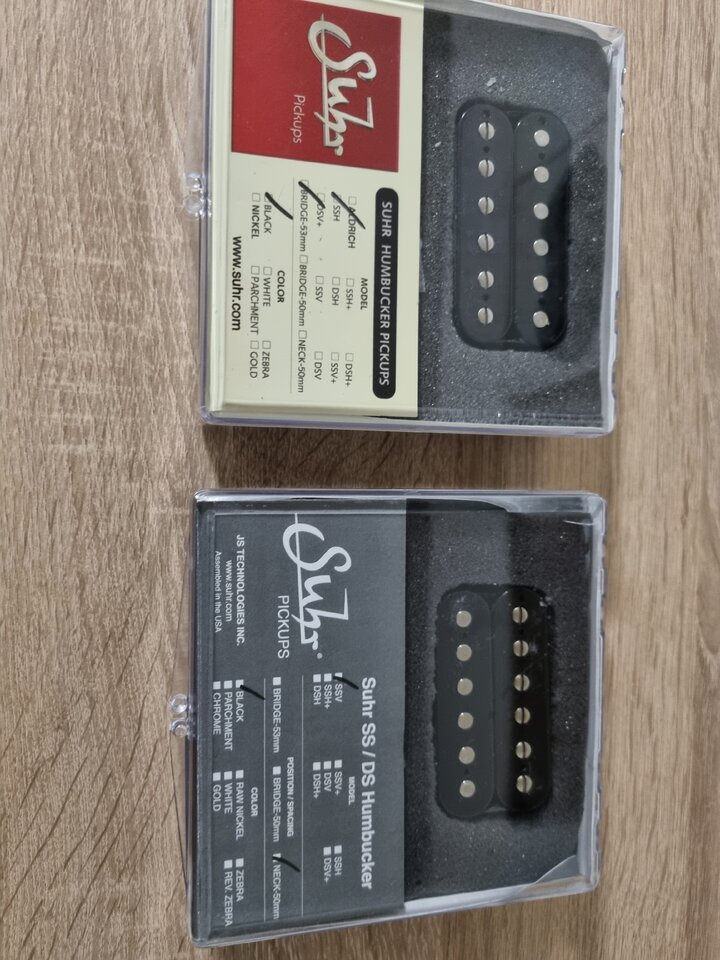 Suhr
Pickups
SUHR HUMBUCKER PICKUPS
MODEL
ALDRICH SSH+ DSH+
SSH DSH SSV+
DSV+ SSV DSV
BRIDGE-53mm BRIDGE-50mm NECK-50mm
COLOR
BLACK WHITE ZEBRA
NICKEL PARCHMENT GOLD
www.suhr.com
Suhr®
PICKUPS
JS TECHNOLOGIES INC.
www.suhr.com
Assembled in the USA
Suhr SS / DS Humbucker
MODEL
SSV SSV+ SSH
SSH+ DSV DSV+
DSH DSH+
POSITION / SPACING
BRIDGE-53mm BRIDGE-50mm NECK-50mm
COLOR
BLACK RAW NICKEL ZEBRA
PARCHMENT WHITE REV. ZEBRA
CHROME GOLD